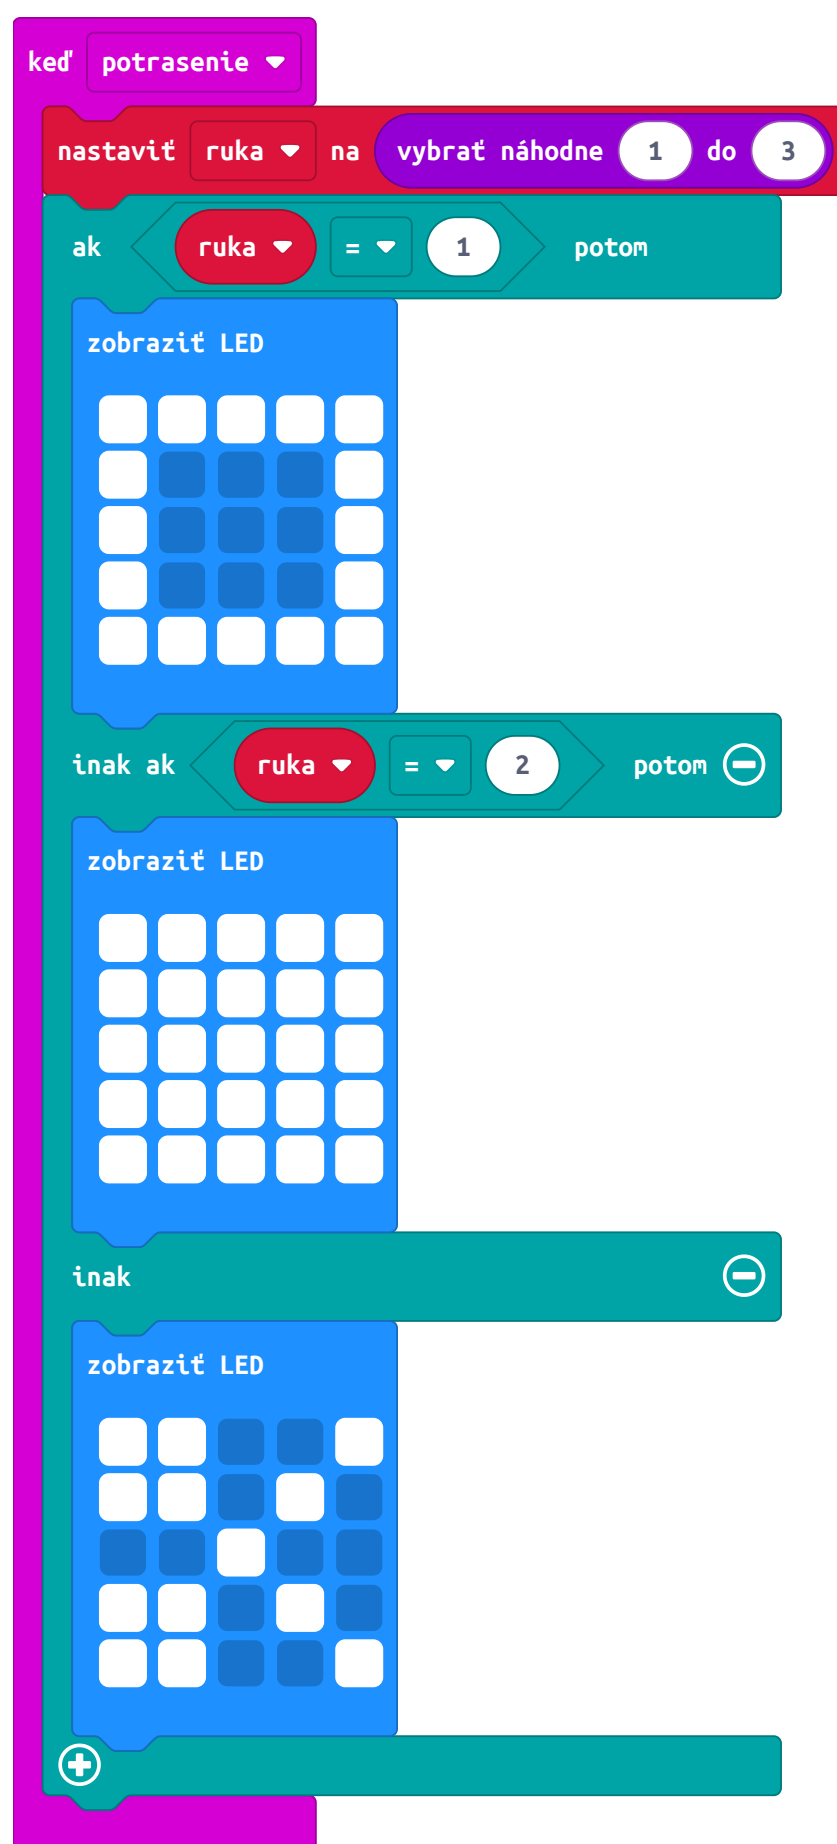 keď potrasenie
nastaviť ruka na vybrať náhodne 1 do 3
ak ruka = 1 potom
zobraziť LED
inak ak ruka = 2 potom
zobraziť LED
inak
zobraziť LED